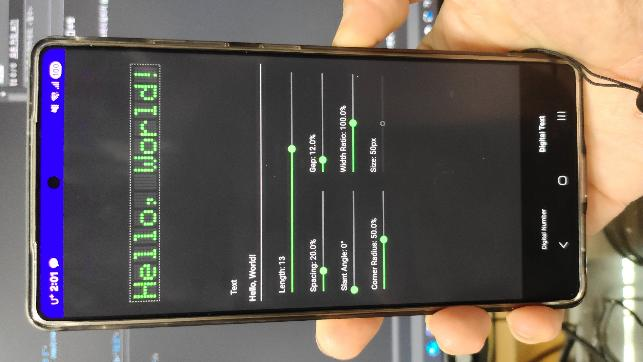 2:01
Hello, World!
Text
Hello, World!
Length: 13
Spacing: 20.0%
Gap: 12.0%
Slant Angle: 0°
Width Ratio: 100.0%
Corner Radius: 50.0%
Size: 50px
Digital Number
Digital Text